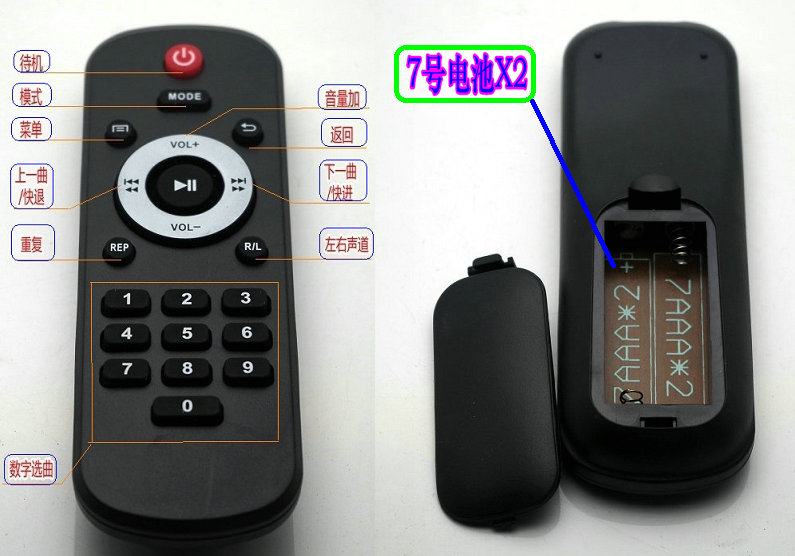 待机
模式
MODE
音量加
菜单
VOL+
返回
上一曲
/快退
下一曲
/快进
VOL−
重复
REP
R/L
左右声道
1 2 3
4 5 6
7 8 9
0
数字选曲
7号电池X2
7AAA*2
7AAA*2